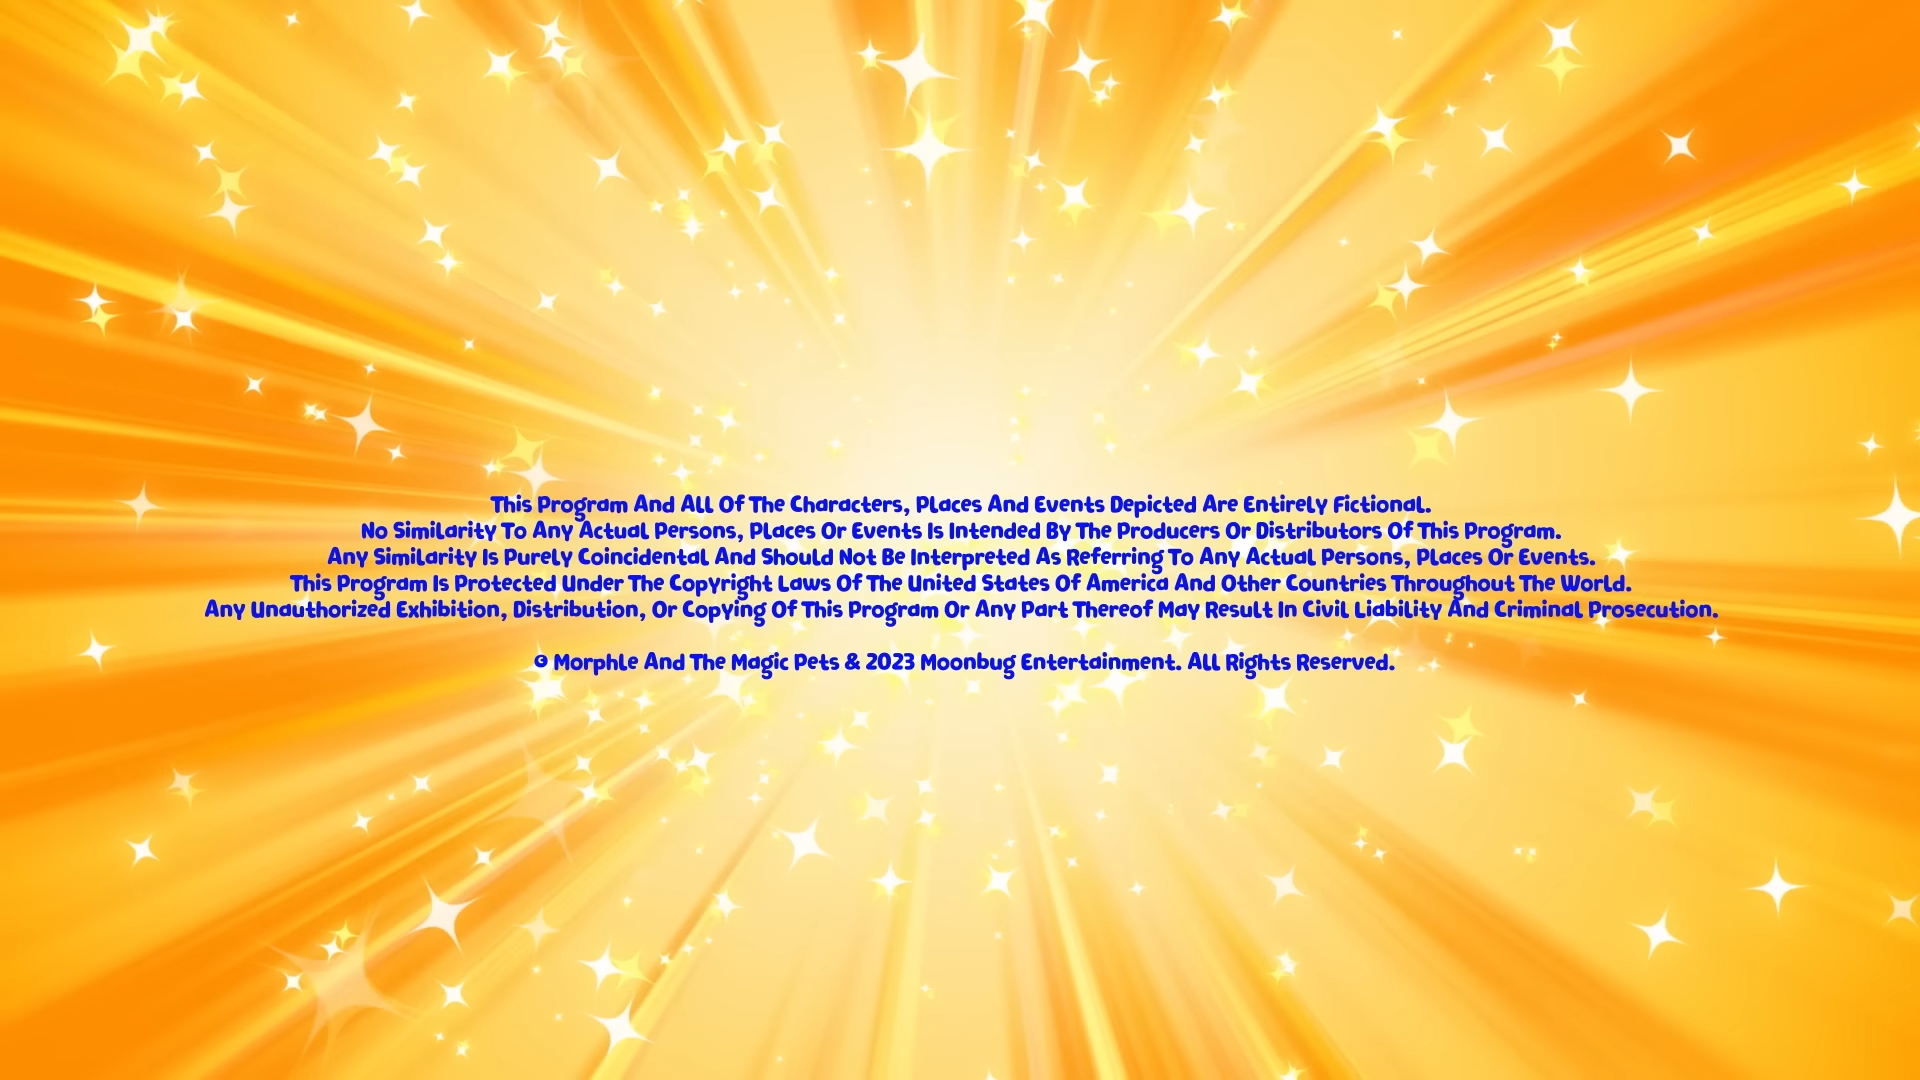 This Program And All Of The Characters, Places And Events Depicted Are Entirely Fictional.
No Similarity To Any Actual Persons, Places Or Events Is Intended By The Producers Or Distributors Of This Program.
Any Similarity Is Purely Coincidental And Should Not Be Interpreted As Referring To Any Actual Persons, Places Or Events.
This Program Is Protected Under The Copyright Laws Of The United States Of America And Other Countries Throughout The World.
Any Unauthorized Exhibition, Distribution, Or Copying Of This Program Or Any Part Thereof May Result In Civil Liability And Criminal Prosecution.
© Morphle And The Magic Pets & 2023 Moonbug Entertainment. All Rights Reserved.